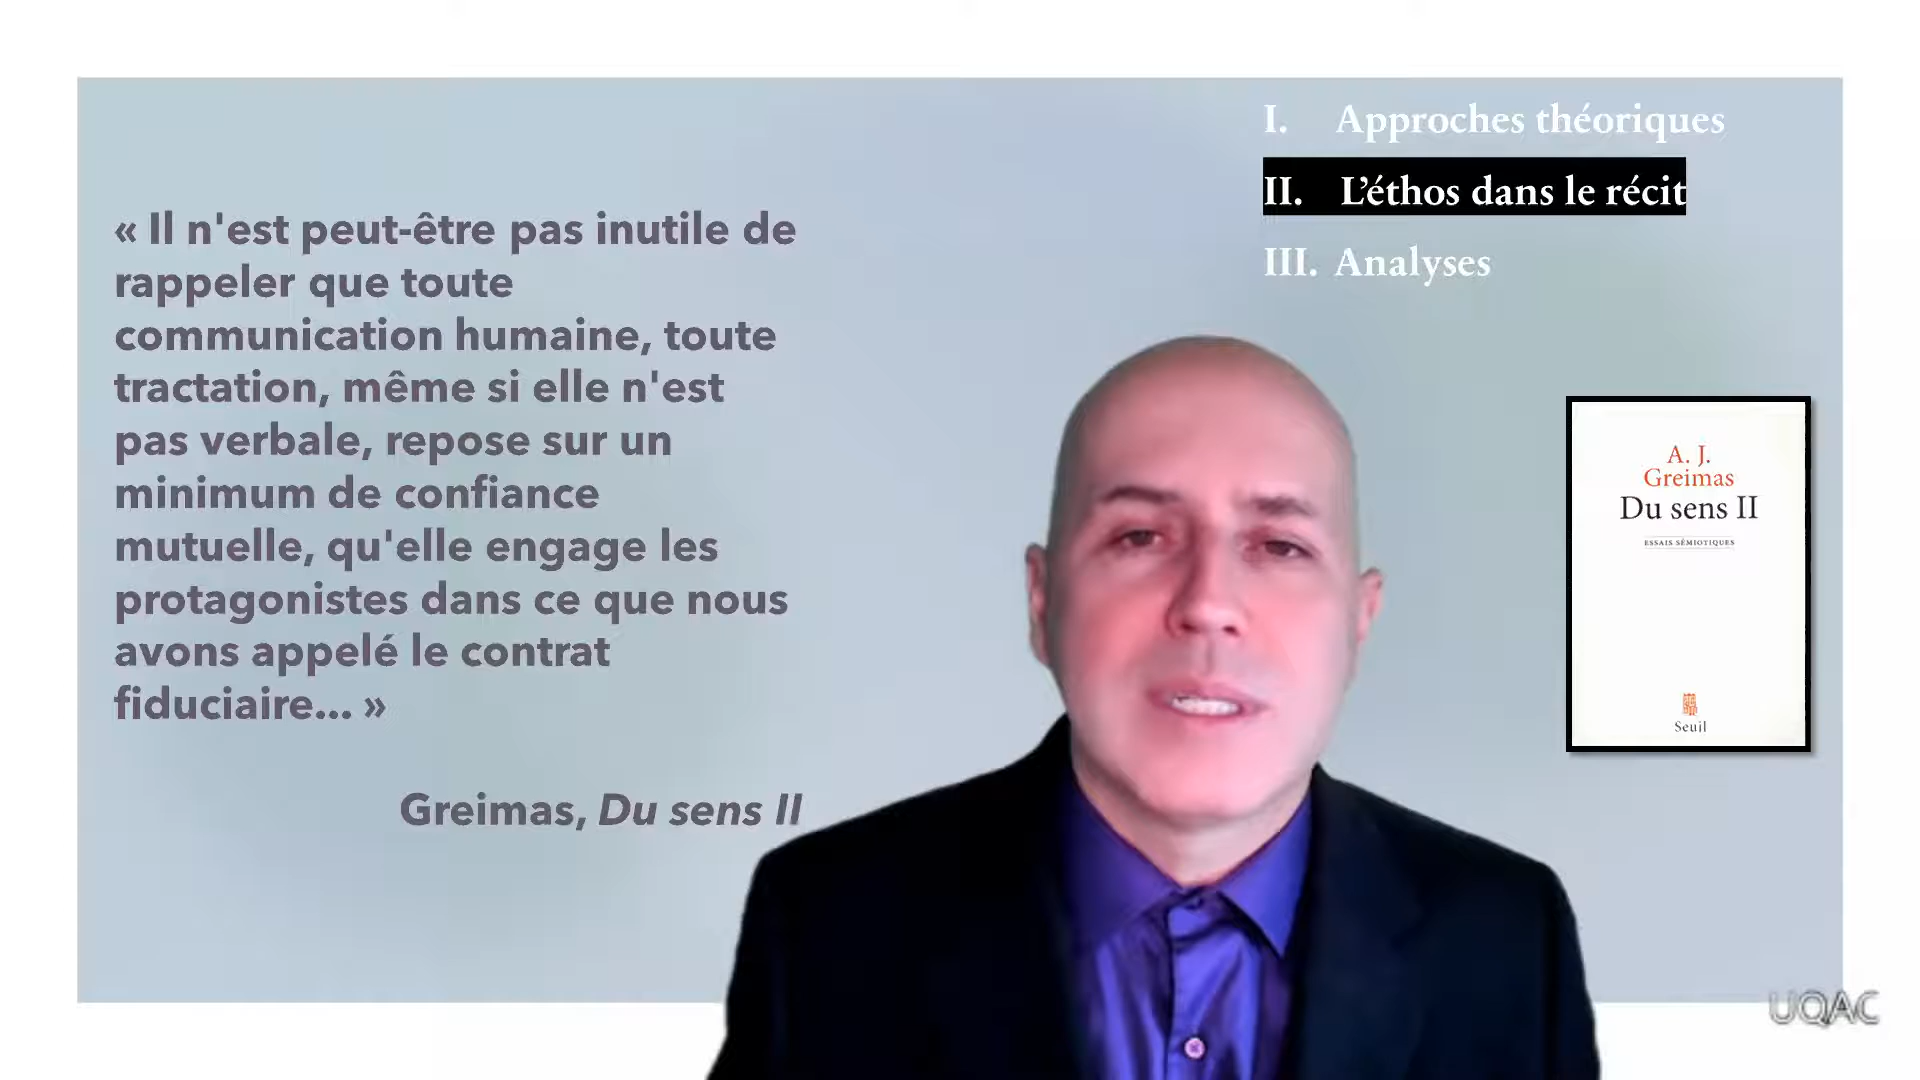 I. Approches théoriques
II. L'éthos dans le récit
III. Analyses
« Il n'est peut-être pas inutile de
rappeler que toute
communication humaine, toute
tractation, même si elle n'est
pas verbale, repose sur un
minimum de confiance
mutuelle, qu'elle engage les
protagonistes dans ce que nous
avons appelé le contrat
fiduciaire... »
Greimas, Du sens II
A. J.
Greimas
Du sens II
ESSAIS SÉMIOTIQUES
Seuil
UQAC